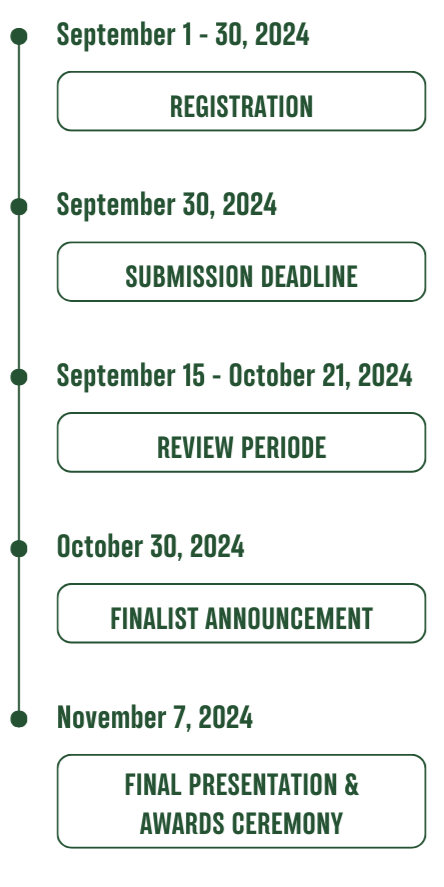 September 1 - 30, 2024
REGISTRATION
September 30, 2024
SUBMISSION DEADLINE
September 15 - October 21, 2024
REVIEW PERIODE
October 30, 2024
FINALIST ANNOUNCEMENT
November 7, 2024
FINAL PRESENTATION &
AWARDS CEREMONY